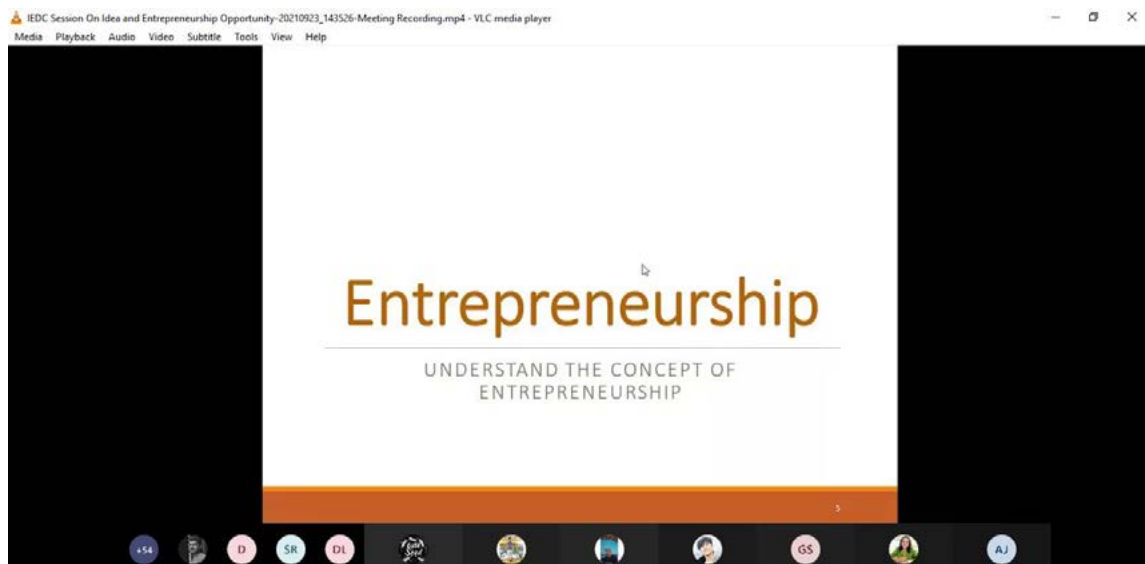 IEDC Session On Idea and Entrepreneurship Opportunity-20210923_143526-Meeting Recording.mp4 - VLC media player
Media Playback Audio Video Subtitle Tools View Help
Entrepreneurship
UNDERSTAND THE CONCEPT OF
ENTREPRENEURSHIP
5
+54 D SR DL GS AJ